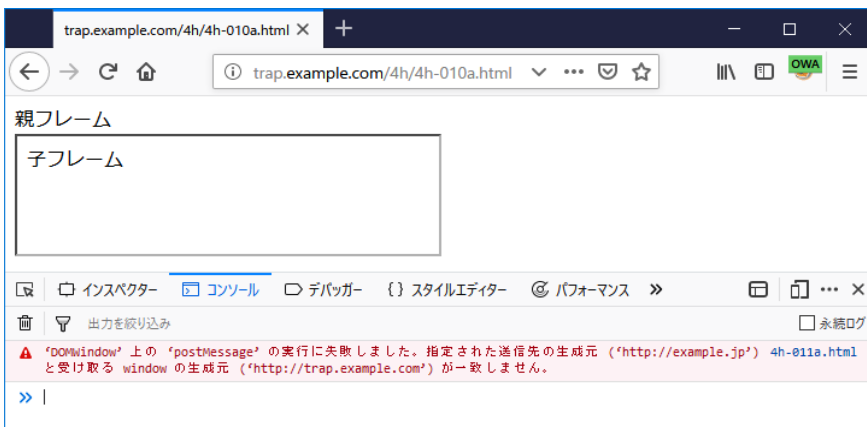 trap.example.com/4h/4h-010a.html
trap.example.com/4h/4h-010a.html
OWA
親フレーム
子フレーム
インスペクター コンソール デバッガー {} スタイルエディター パフォーマンス »
出力を絞り込み 永続ログ
‘DOMWindow’ 上の ‘postMessage’ の実行に失敗しました。指定された送信先の生成元 (‘http://example.jp’) 4h-011a.html
と受け取る window の生成元 (‘http://trap.example.com’) が一致しません。
»